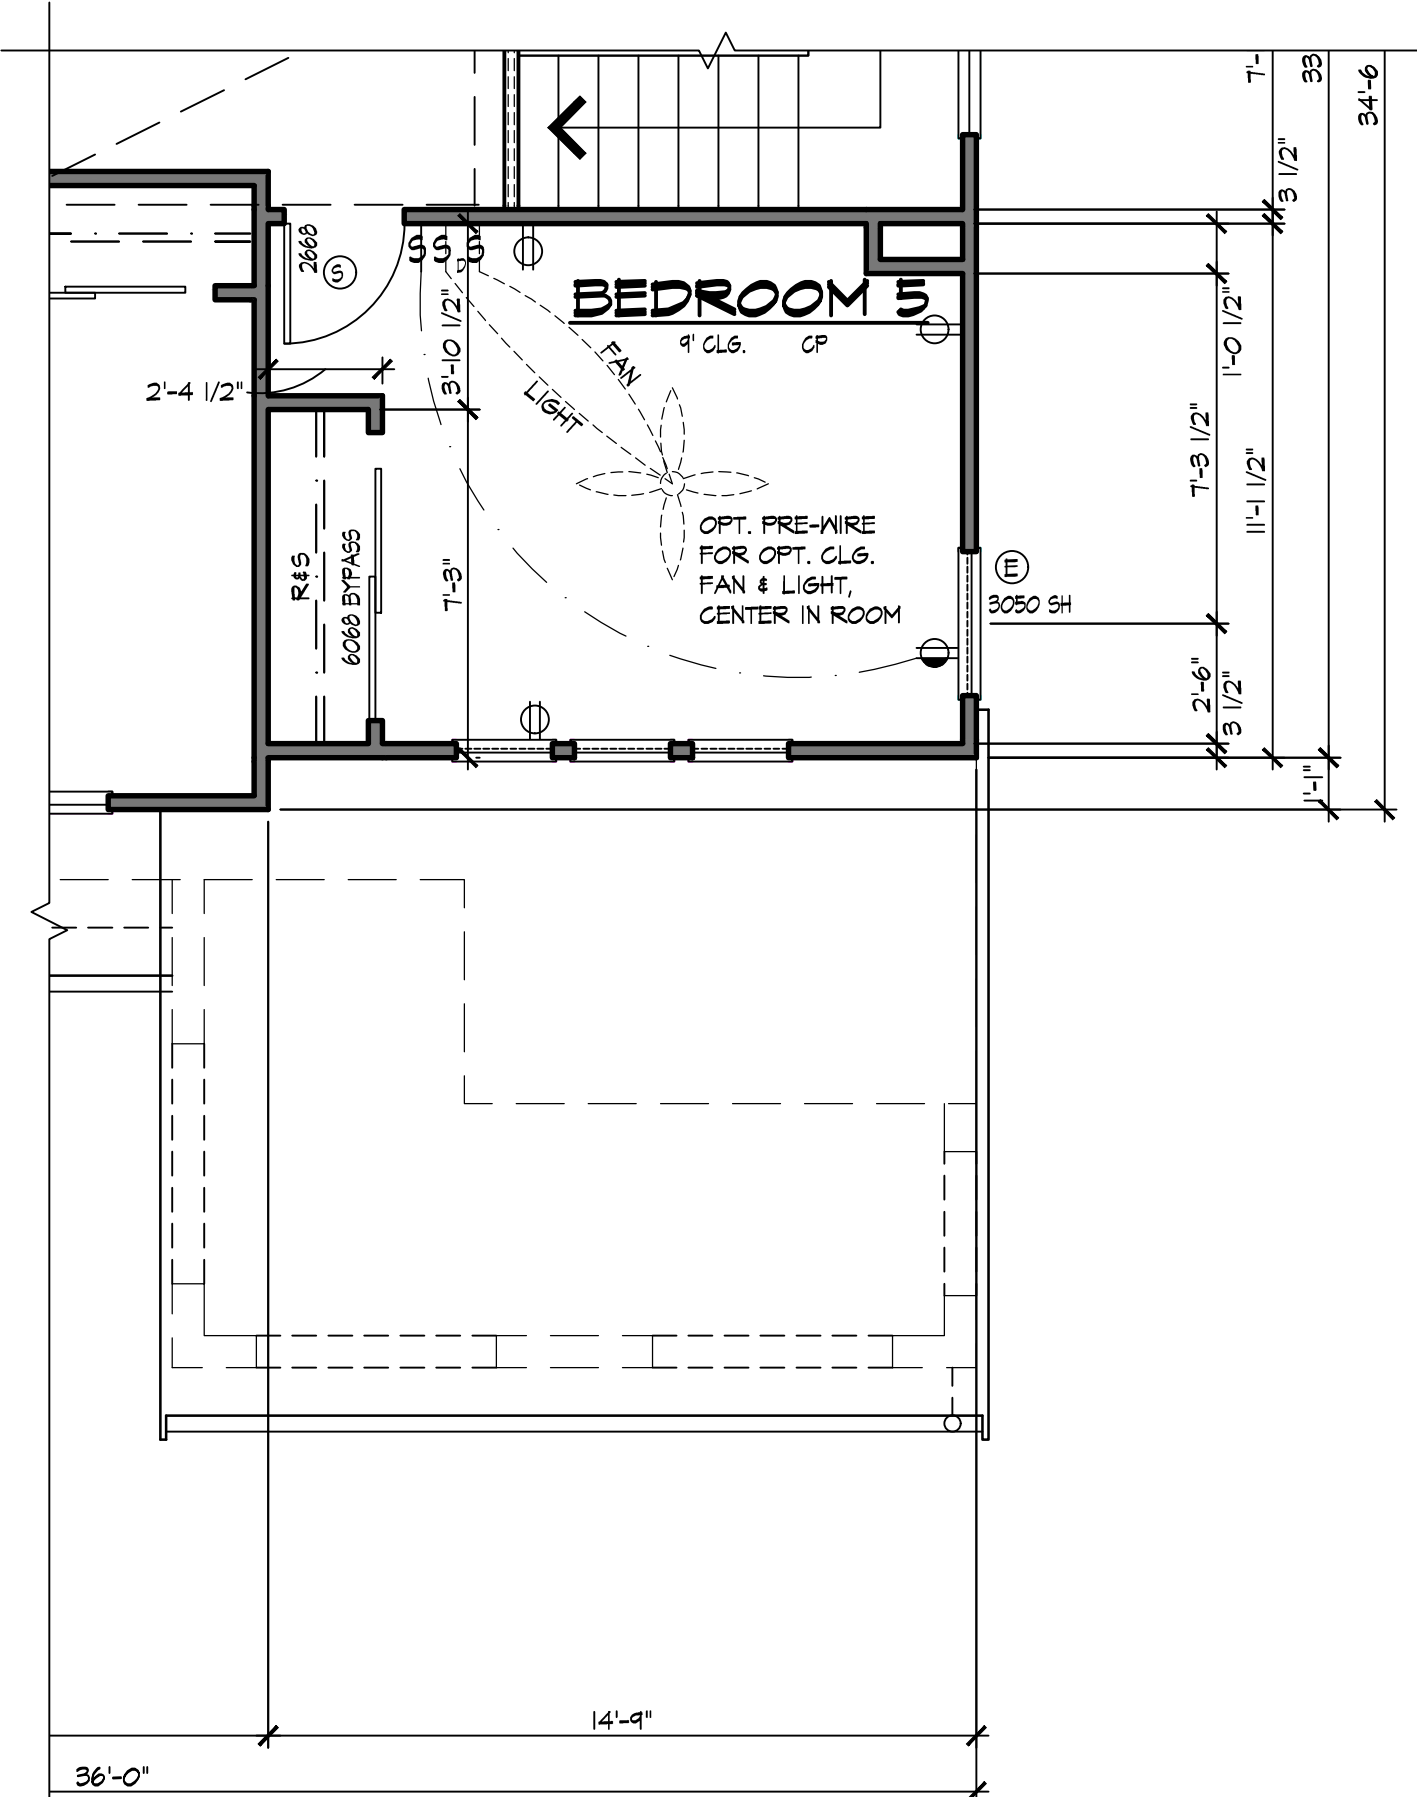 7'-
33
34'-6
3 1/2"
2668
S
S S S
D
BEDROOM 5
9' CLG. CP
3'-10 1/2"
1'-0 1/2"
FAN
LIGHT
2'-4 1/2"
7'-3 1/2"
11'-1 1/2"
OPT. PRE-WIRE
FOR OPT. CLG.
FAN & LIGHT,
CENTER IN ROOM
R&S
6068 BYPASS
7'-3"
E
3050 SH
2'-6"
3 1/2"
1'-1"
14'-9"
36'-0"